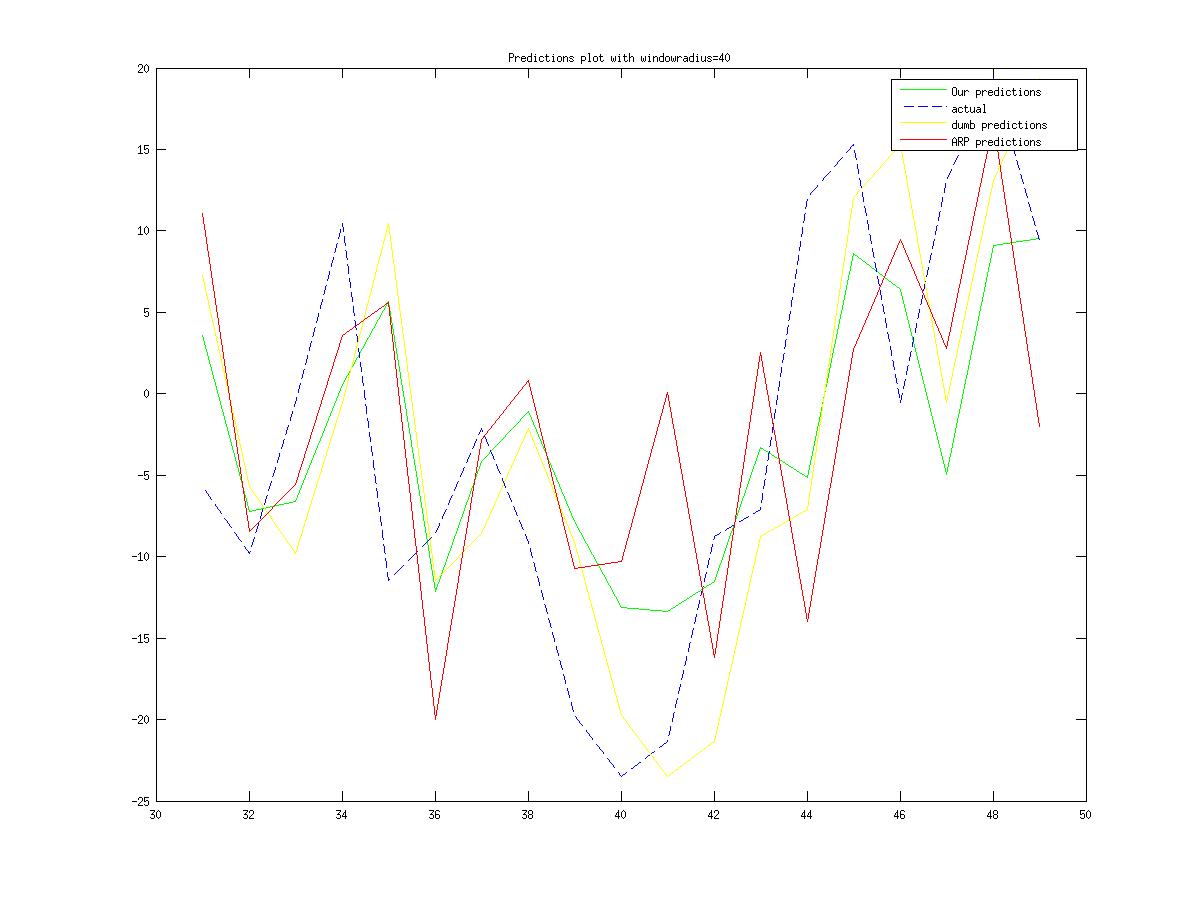 Predictions plot with windowradius=40
20
15
10
5
0
-5
-10
-15
-20
-25
30 32 34 36 38 40 42 44 46 48 50
Our predictions
actual
dumb predictions
ARP predictions